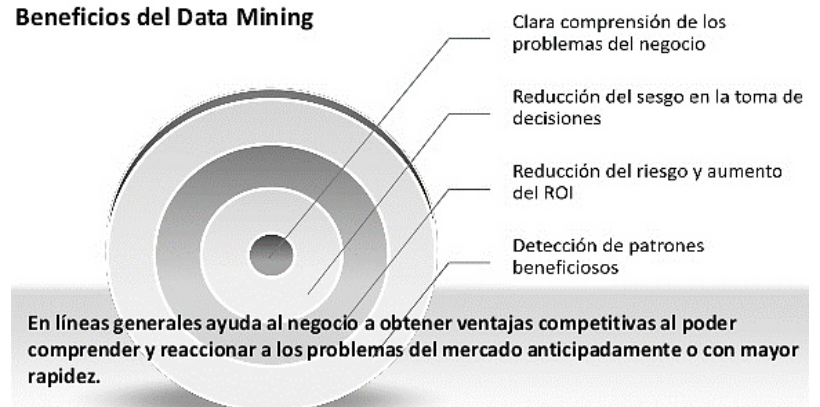 Beneficios del Data Mining
Clara comprensión de los
problemas del negocio
Reducción del sesgo en la toma de
decisiones
Reducción del riesgo y aumento
del ROI
Detección de patrones
beneficiosos
En líneas generales ayuda al negocio a obtener ventajas competitivas al poder
comprender y reaccionar a los problemas del mercado anticipadamente o con mayor
rapidez.